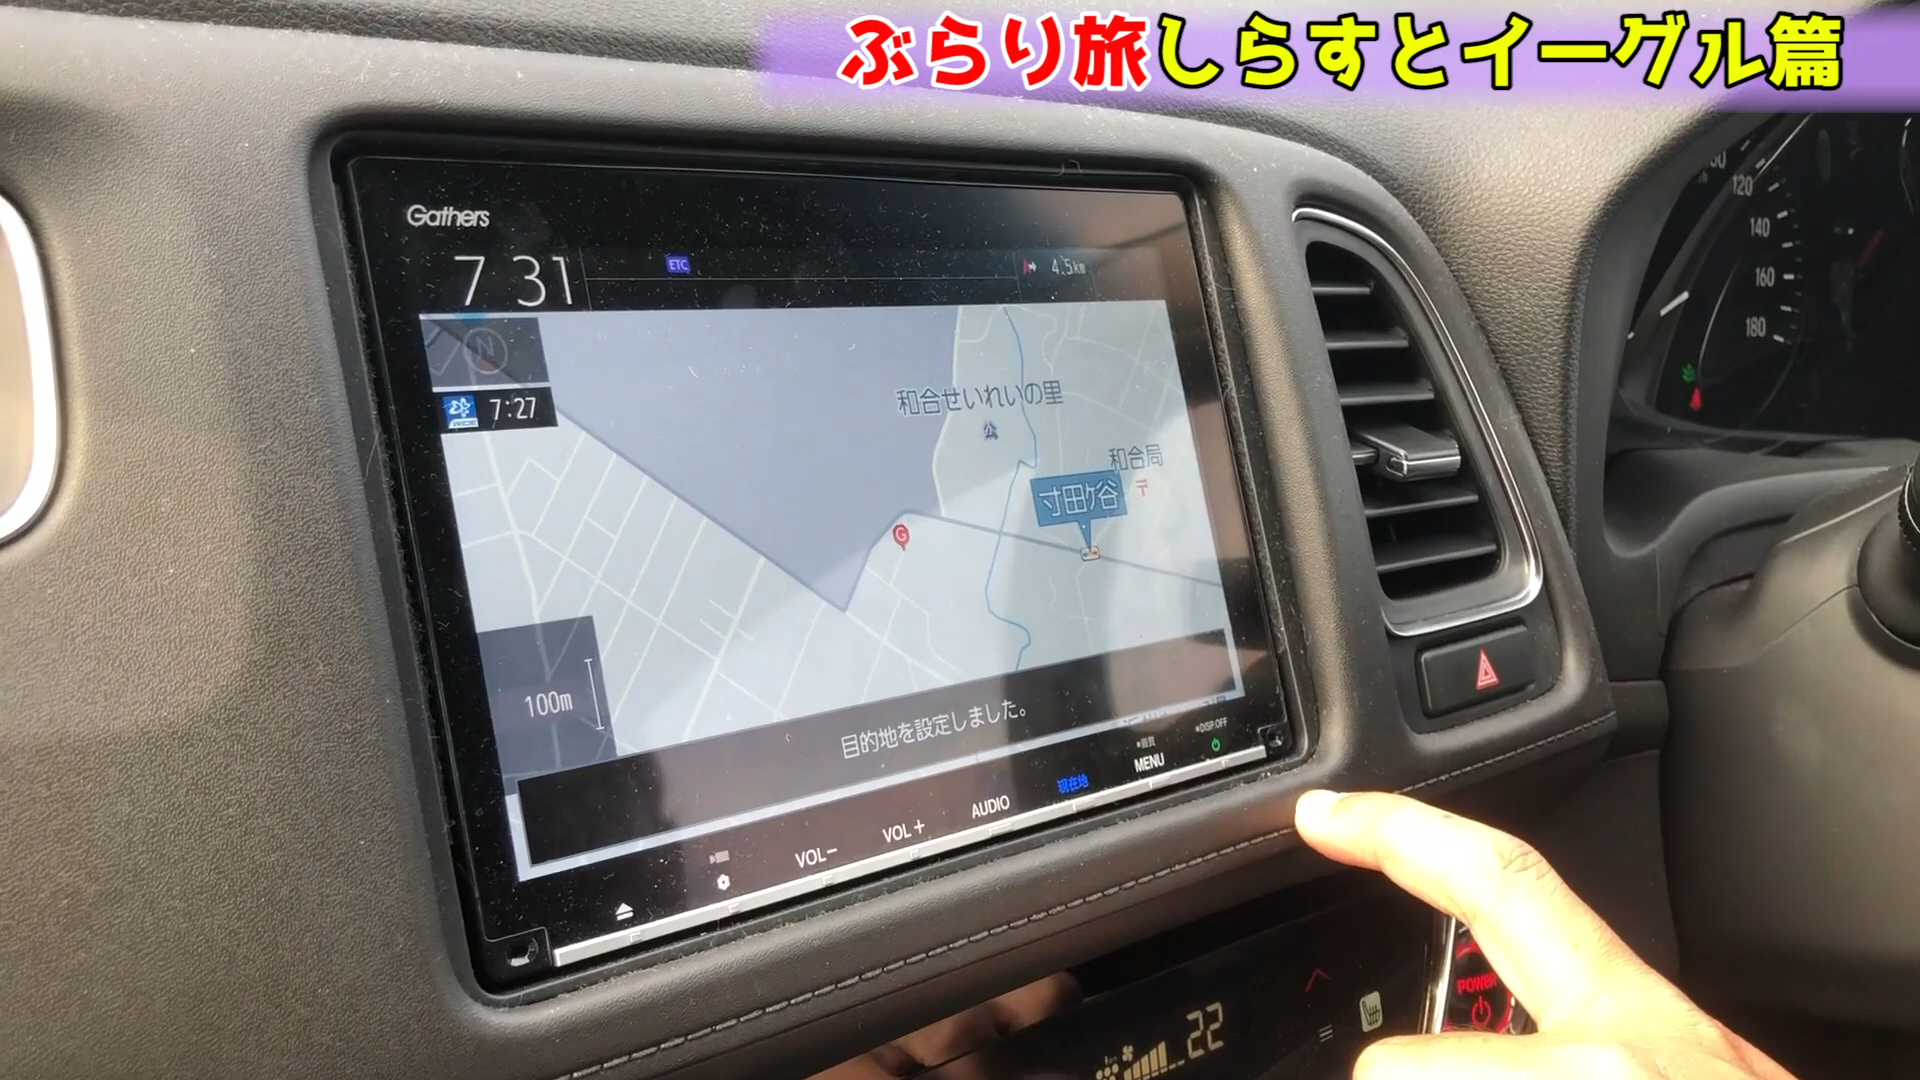 ぶらり旅しらすとイーグル篇
Gathers
7 31
ETC
4.5km
N
7:27
和合せいれいの里
和合局
寸田ケ谷
G
100m
目的地を設定しました。
VOL−
VOL+
AUDIO
現在地
MENU
DISP.OFF
120
140
160
180
22
POWER